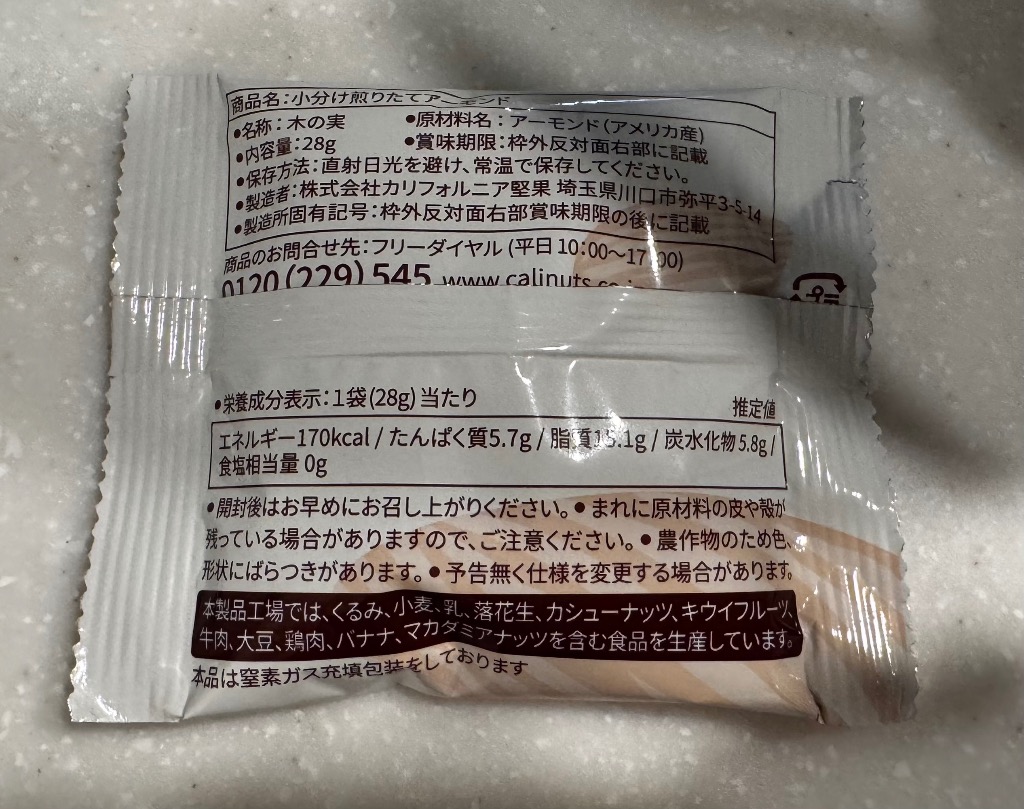 商品名：小分け煎りたてアーモンド
●名称：木の実 ●原材料名：アーモンド（アメリカ産）
●内容量：28g ●賞味期限：枠外反対面右部に記載
●保存方法：直射日光を避け、常温で保存してください。
●製造者：株式会社カリフォルニア堅果 埼玉県川口市弥平3-5-14
●製造所固有記号：枠外反対面右部賞味期限の後に記載
商品のお問合せ先：フリーダイヤル (平日 10:00～17:00)
0120(229)545 www.calinuts.co
プラ
●栄養成分表示：1袋(28g)当たり 推定値
エネルギー170kcal / たんぱく質5.7g / 脂質15.1g / 炭水化物5.8g /
食塩相当量 0g
●開封後はお早めにお召し上がりください。●まれに原材料の皮や殻が
残っている場合がありますので、ご注意ください。●農作物のため色、
形状にばらつきがあります。●予告無く仕様を変更する場合があります。
本製品工場では、くるみ、小麦、乳、落花生、カシューナッツ、キウイフルーツ、
牛肉、大豆、鶏肉、バナナ、マカダミアナッツを含む食品を生産しています。
本品は窒素ガス充填包装をしております